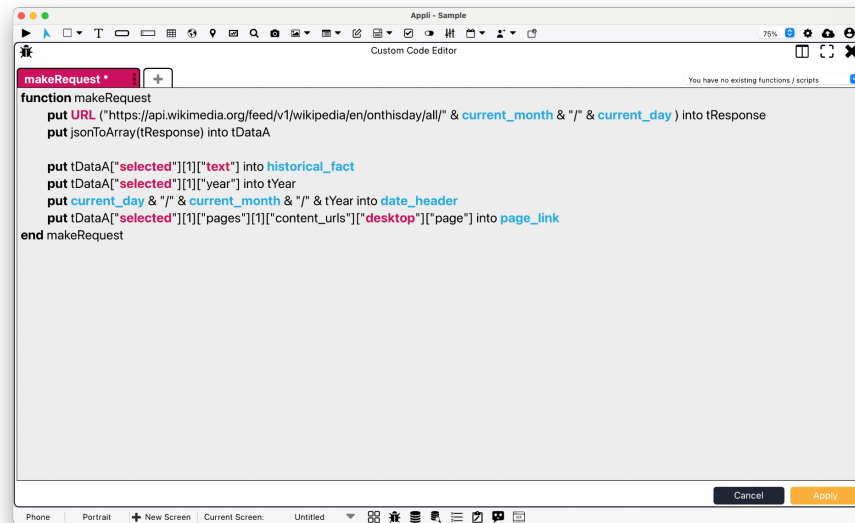 Appli - Sample
T
75%
Custom Code Editor
makeRequest *
+
You have no existing functions / scripts
function makeRequest
put URL ("https://api.wikimedia.org/feed/v1/wikipedia/en/onthisday/all/" & current_month & "/" & current_day ) into tResponse
put jsonToArray(tResponse) into tDataA
put tDataA["selected"][1]["text"] into historical_fact
put tDataA["selected"][1]["year"] into tYear
put current_day & "/" & current_month & "/" & tYear into date_header
put tDataA["selected"][1]["pages"][1]["content_urls"]["desktop"]["page"] into page_link
end makeRequest
Cancel
Apply
Phone
Portrait
New Screen
Current Screen:
Untitled